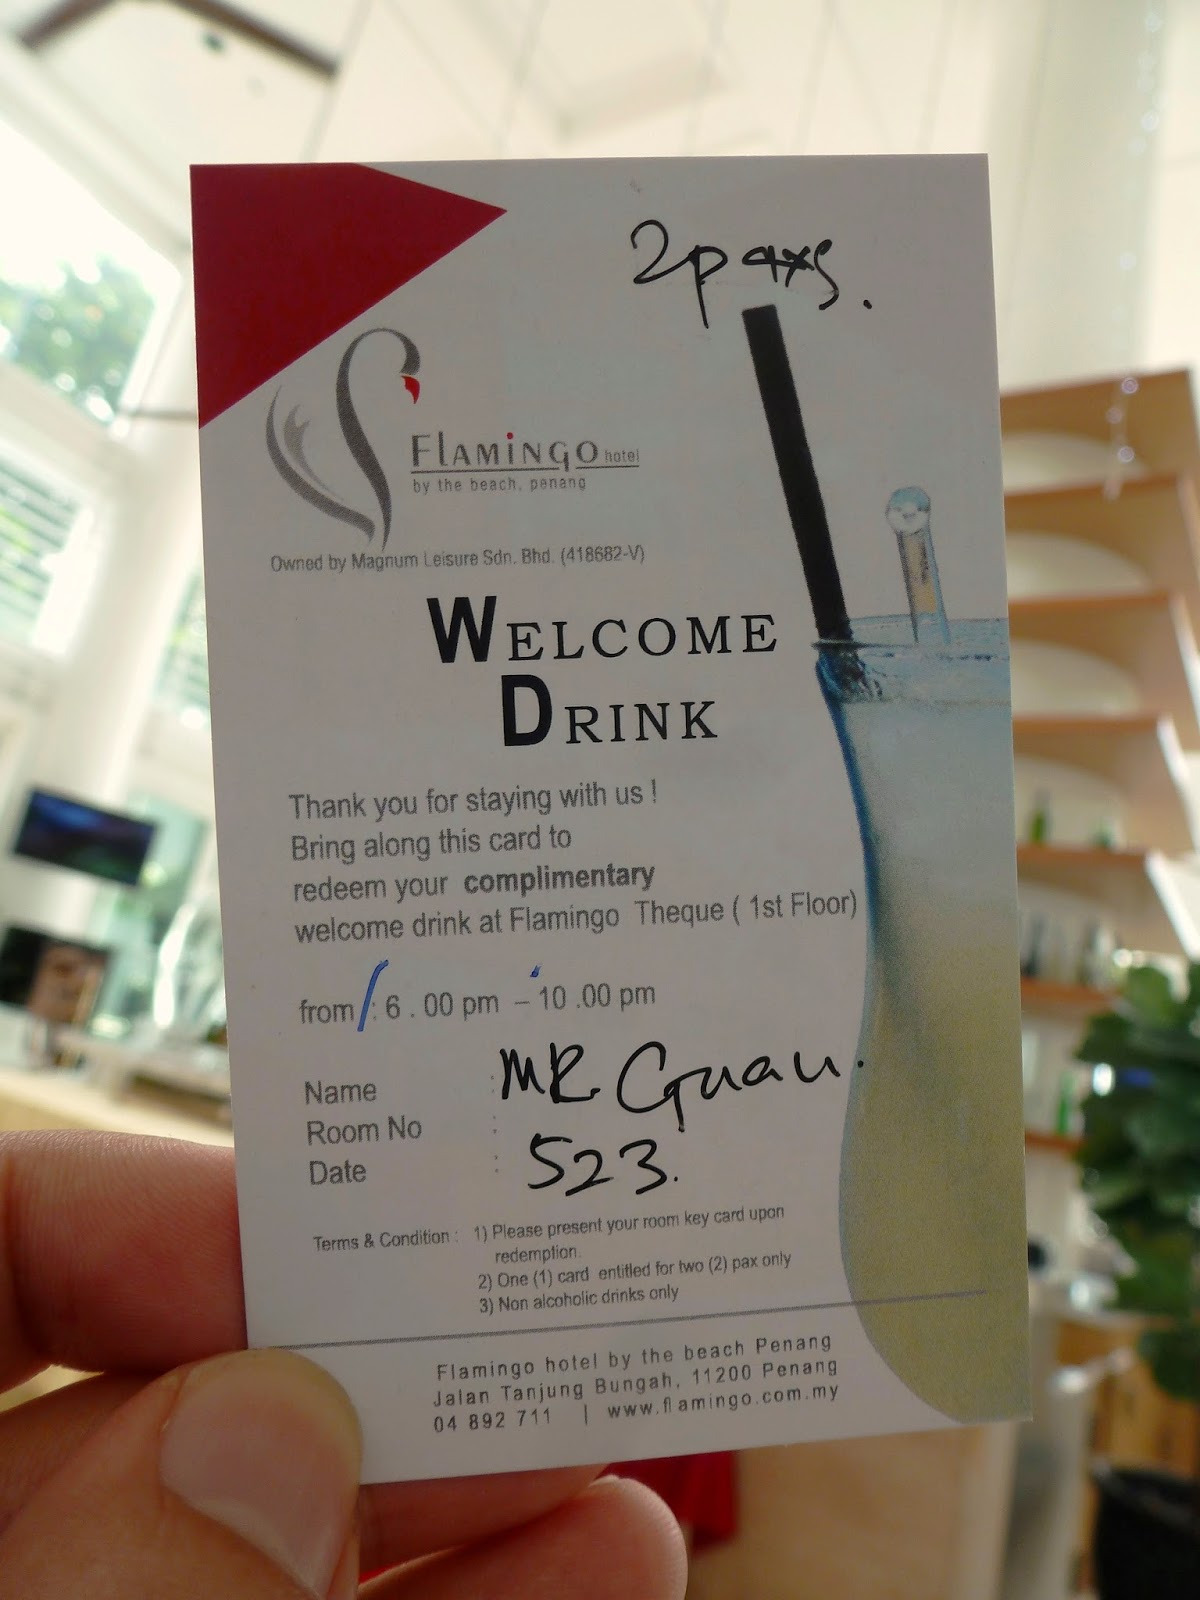 2paxs.
FLAMINGO hotel
by the beach, penang
Owned by Magnum Leisure Sdn. Bhd. (418682-V)
WELCOME
DRINK
Thank you for staying with us !
Bring along this card to
redeem your complimentary
welcome drink at Flamingo Theque ( 1st Floor)
from : 6 . 00 pm – 10 .00 pm
Name : MR Guan.
Room No : 523.
Date :
Terms & Condition : 1) Please present your room key card upon
redemption.
2) One (1) card entitled for two (2) pax only
3) Non alcoholic drinks only
Flamingo hotel by the beach Penang
Jalan Tanjung Bungah, 11200 Penang
04 892 711 | www.flamingo.com.my